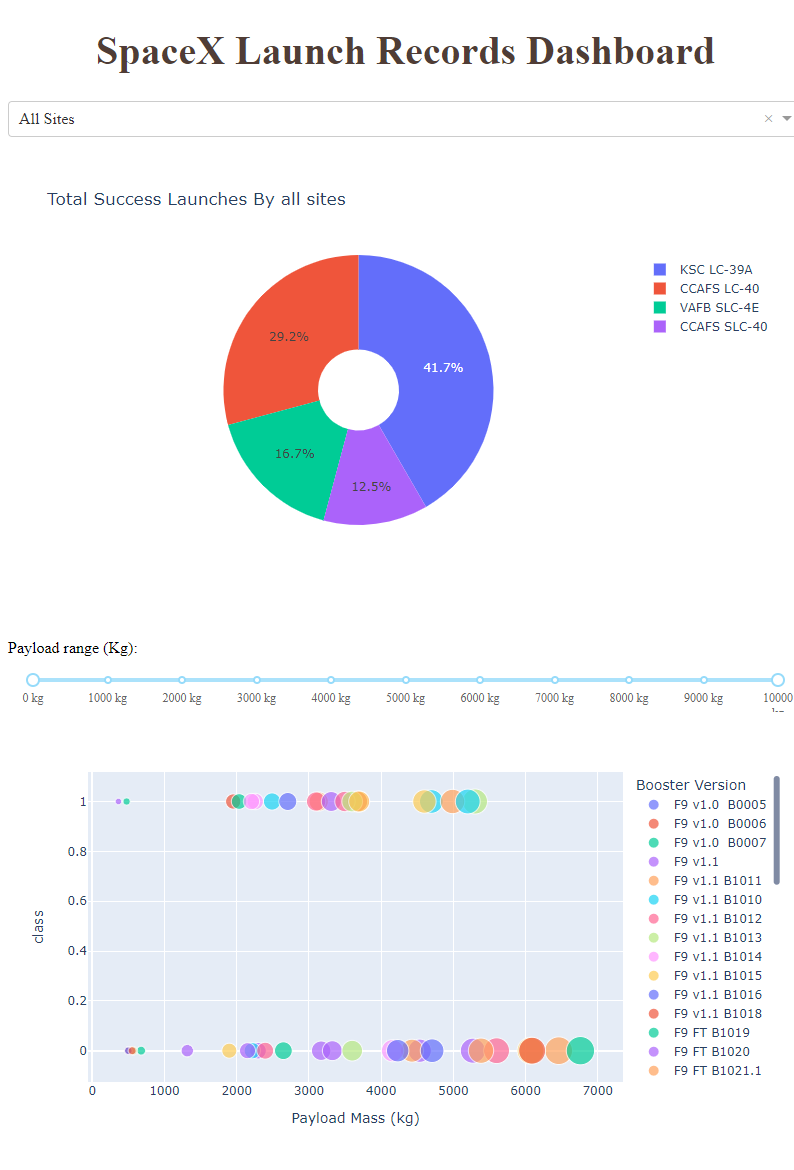 SpaceX Launch Records Dashboard
All Sites
×
Total Success Launches By all sites
KSC LC-39A
CCAFS LC-40
VAFB SLC-4E
CCAFS SLC-40
29.2%
41.7%
16.7%
12.5%
Payload range (Kg):
0 kg 1000 kg 2000 kg 3000 kg 4000 kg 5000 kg 6000 kg 7000 kg 8000 kg 9000 kg 10000
class
1
0.8
0.6
0.4
0.2
0
0 1000 2000 3000 4000 5000 6000 7000
Payload Mass (kg)
Booster Version
F9 v1.0  B0005
F9 v1.0  B0006
F9 v1.0  B0007
F9 v1.1
F9 v1.1 B1011
F9 v1.1 B1010
F9 v1.1 B1012
F9 v1.1 B1013
F9 v1.1 B1014
F9 v1.1 B1015
F9 v1.1 B1016
F9 v1.1 B1018
F9 FT B1019
F9 FT B1020
F9 FT B1021.1